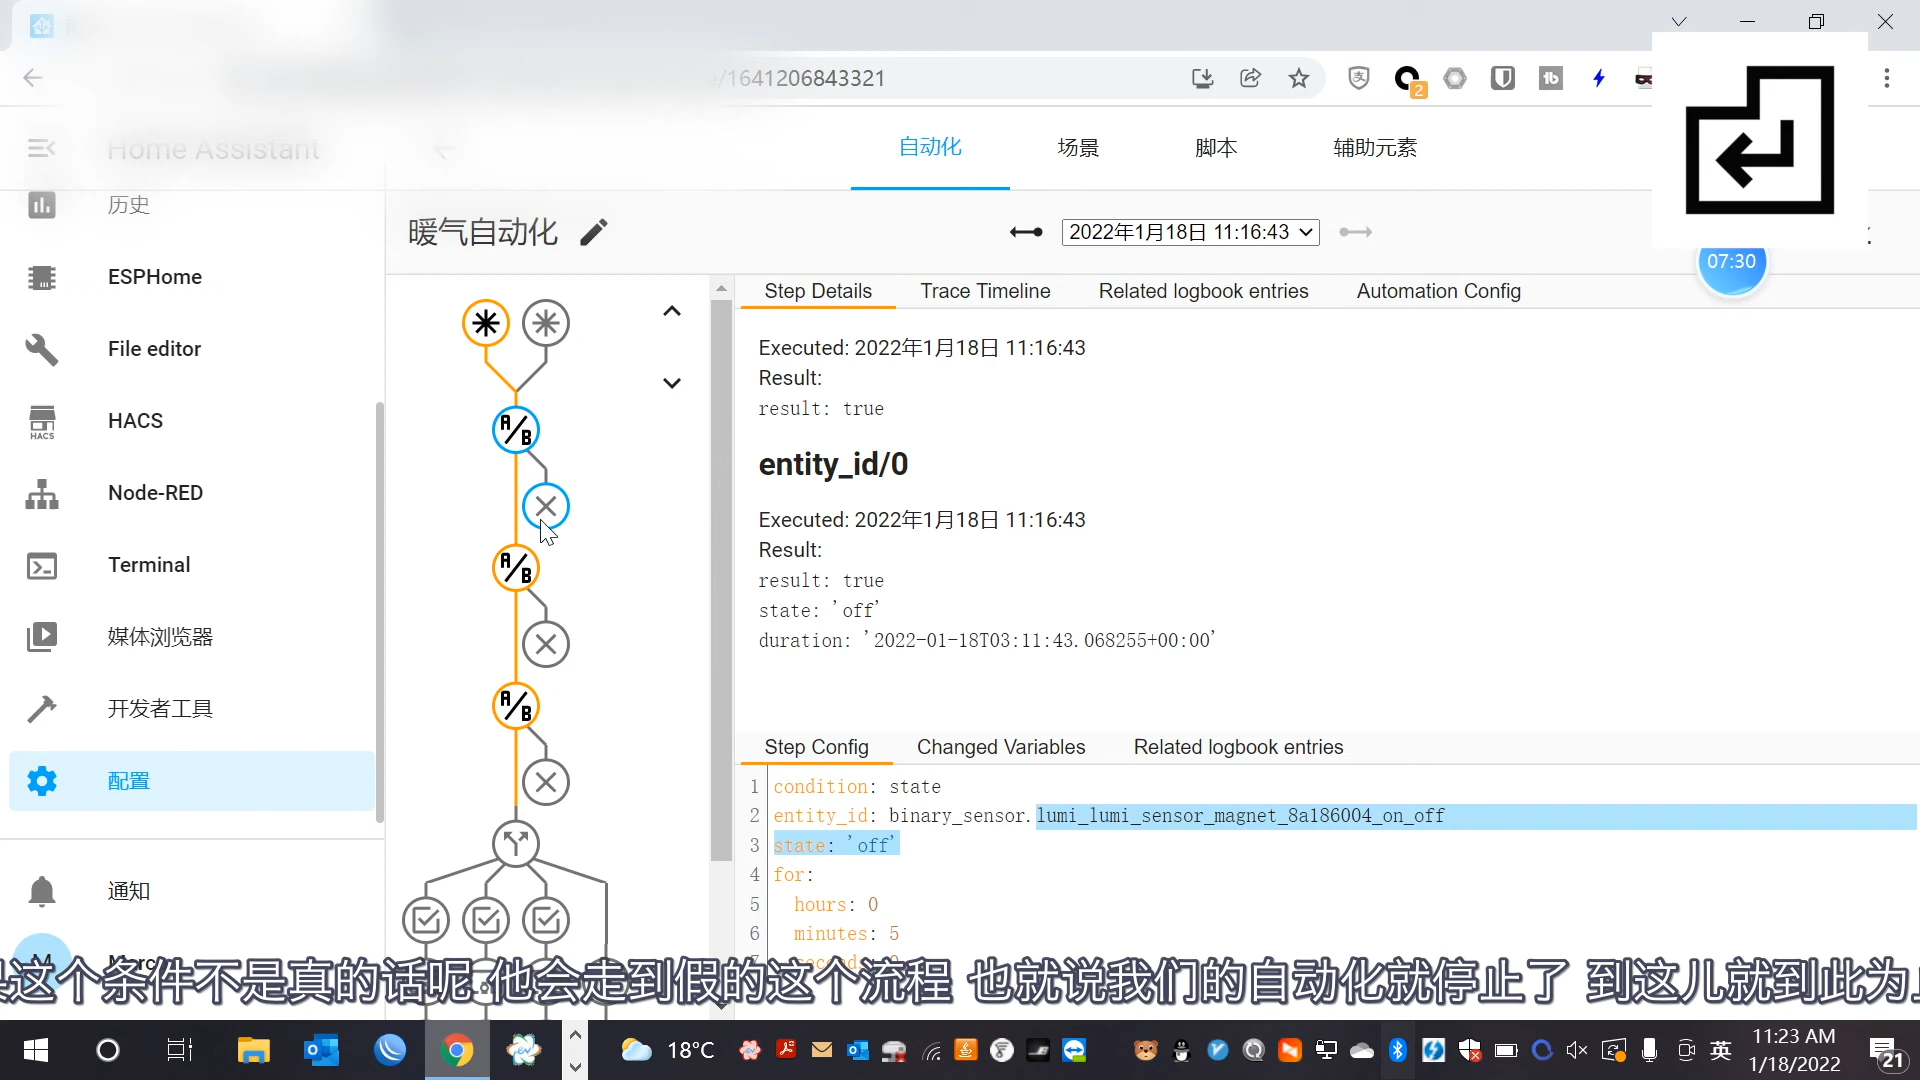 /1641206843321
2
Home Assistant
自动化
场景
脚本
辅助元素
历史
ESPHome
File editor
HACS
HACS
Node-RED
Terminal
媒体浏览器
开发者工具
配置
通知
暖气自动化
2022年1月18日 11:16:43
07:30
A/B
A/B
A/B
Step Details
Trace Timeline
Related logbook entries
Automation Config
Executed: 2022年1月18日 11:16:43
Result:
result: true
entity_id/0
Executed: 2022年1月18日 11:16:43
Result:
result: true
state: 'off'
duration: '2022-01-18T03:11:43.068255+00:00'
Step Config
Changed Variables
Related logbook entries
1 condition: state
2 entity_id: binary_sensor.lumi_lumi_sensor_magnet_8a186004_on_off
3 state: 'off'
4 for:
5 hours: 0
6 minutes: 5
这个条件不是真的话呢 他会走到假的这个流程 也就说我们的自动化就停止了 到这儿就到此为
18°C
英
11:23 AM
1/18/2022
21